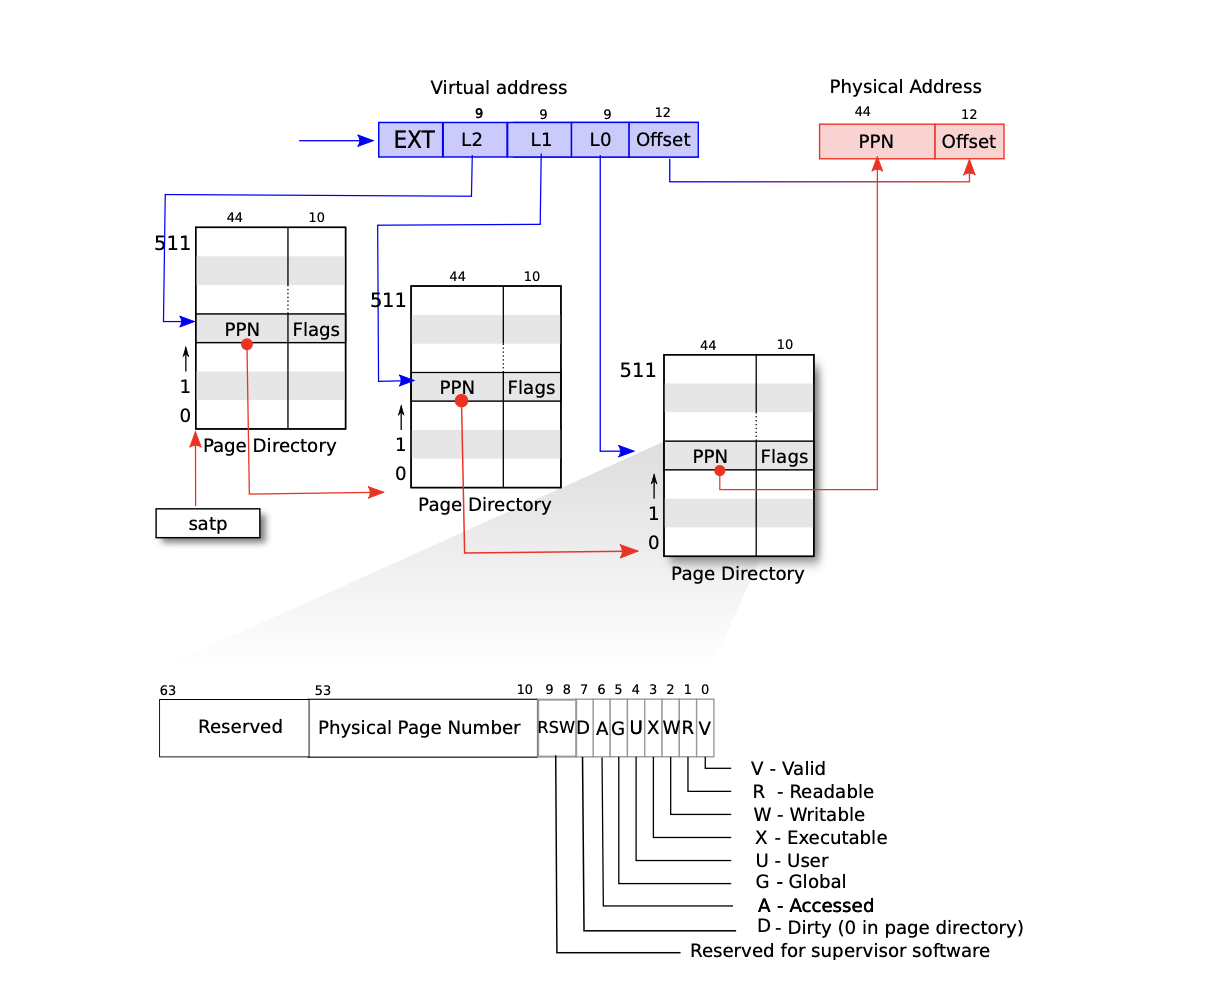 Virtual address
Physical Address
9 9 9 12
44 12
EXT L2 L1 L0 Offset
PPN Offset
44 10
511
PPN Flags
1
0
Page Directory
satp
44 10
511
PPN Flags
1
0
Page Directory
44 10
511
PPN Flags
1
0
Page Directory
63 53 10 9 8 7 6 5 4 3 2 1 0
Reserved Physical Page Number RSW D A G U X W R V
V - Valid
R - Readable
W - Writable
X - Executable
U - User
G - Global
A - Accessed
D - Dirty (0 in page directory)
Reserved for supervisor software